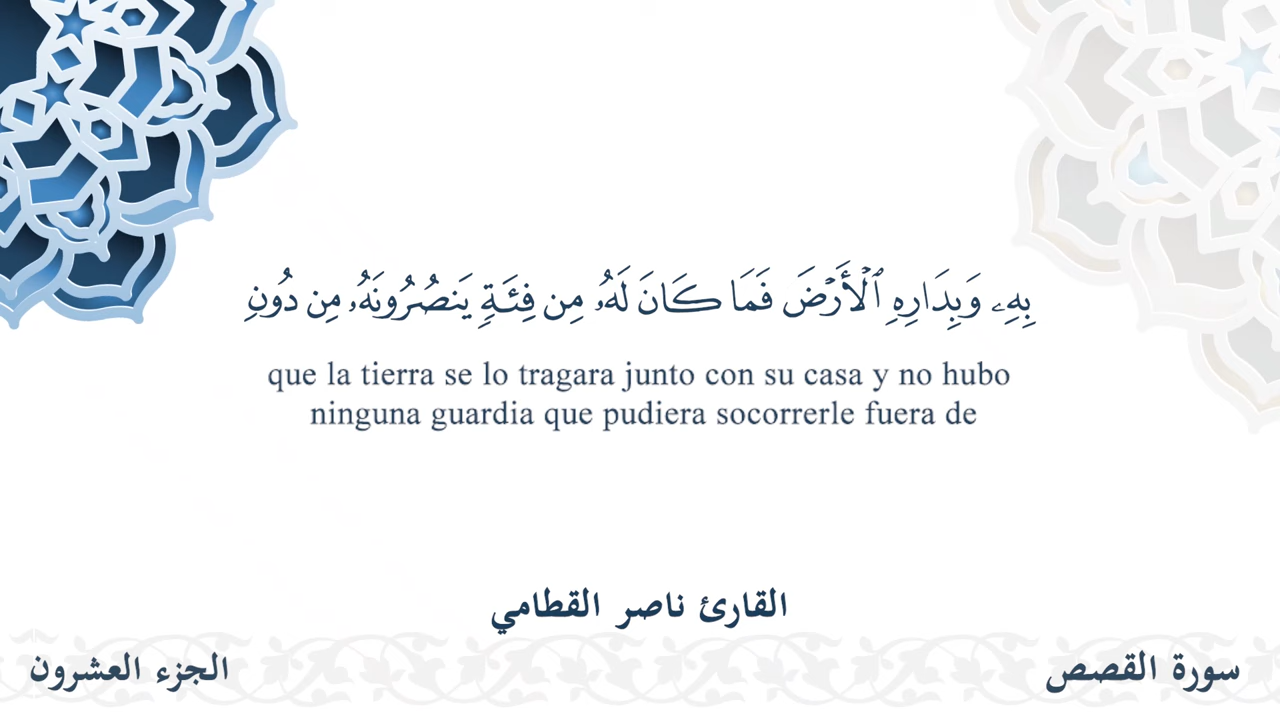 بِهِۦ وَبِدَارِهِ ٱلۡأَرۡضَ فَمَا كَانَ لَهُۥ مِن فِئَةٖ يَنصُرُونَهُۥ مِن دُونِ
que la tierra se lo tragara junto con su casa y no hubo
ninguna guardia que pudiera socorrerle fuera de
القارئ ناصر القطامي
سورة القصص
الجزء العشرون